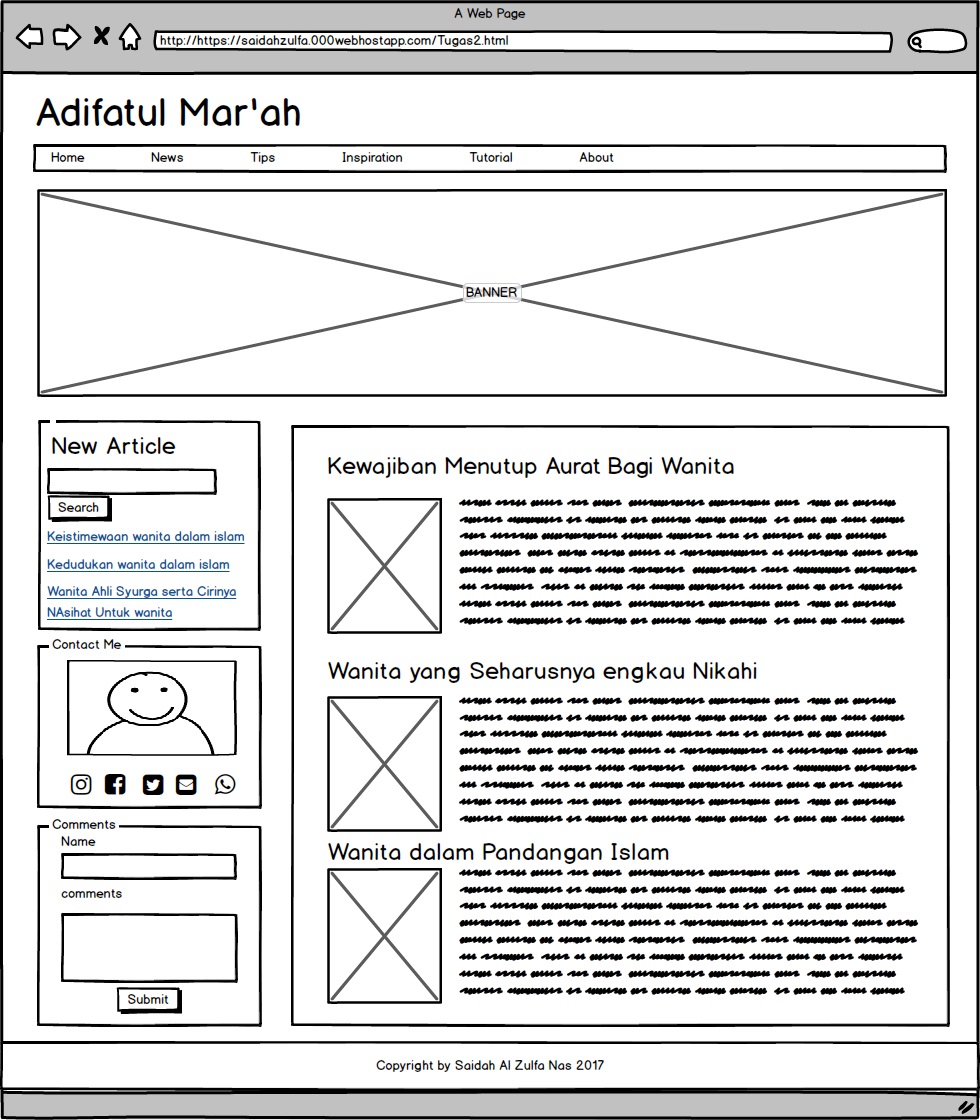 A Web Page
http://https://saidahzulfa.000webhostapp.com/Tugas2.html
Adifatul Mar'ah
Home News Tips Inspiration Tutorial About
BANNER
New Article
Search
Keistimewaan wanita dalam islam
Kedudukan wanita dalam islam
Wanita Ahli Syurga serta Cirinya
NAsihat Untuk wanita
Contact Me
Comments
Name
comments
Submit
Kewajiban Menutup Aurat Bagi Wanita
Wanita yang Seharusnya engkau Nikahi
Wanita dalam Pandangan Islam
Copyright by Saidah Al Zulfa Nas 2017